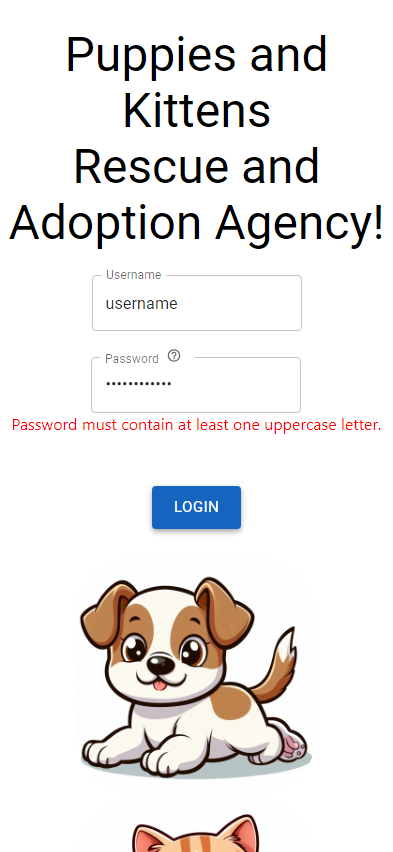 Puppies and
Kittens
Rescue and
Adoption Agency!
Username
username
Password
••••••••••••
Password must contain at least one uppercase letter.
LOGIN